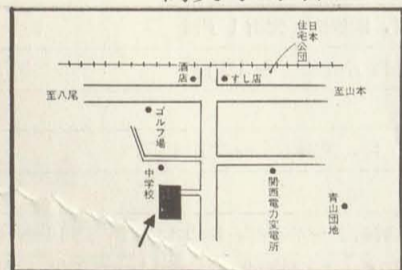 日本
住宅公団
酒店
すし店
至八尾
至山本
ゴルフ場
中学校
関西電力変電所
青山団地